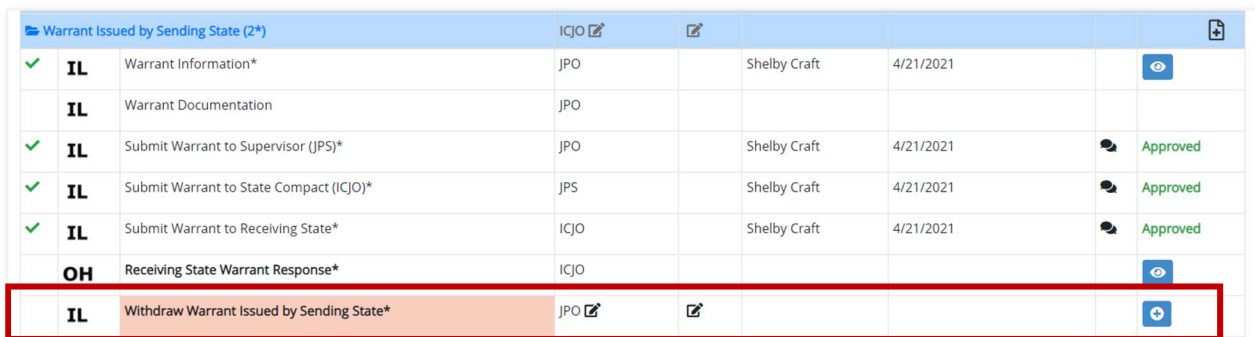 Warrant Issued by Sending State (2*) ICJO
IL Warrant Information* JPO Shelby Craft 4/21/2021
IL Warrant Documentation JPO
IL Submit Warrant to Supervisor (JPS)* JPO Shelby Craft 4/21/2021 Approved
IL Submit Warrant to State Compact (ICJO)* JPS Shelby Craft 4/21/2021 Approved
IL Submit Warrant to Receiving State* ICJO Shelby Craft 4/21/2021 Approved
OH Receiving State Warrant Response* ICJO
IL Withdraw Warrant Issued by Sending State* JPO